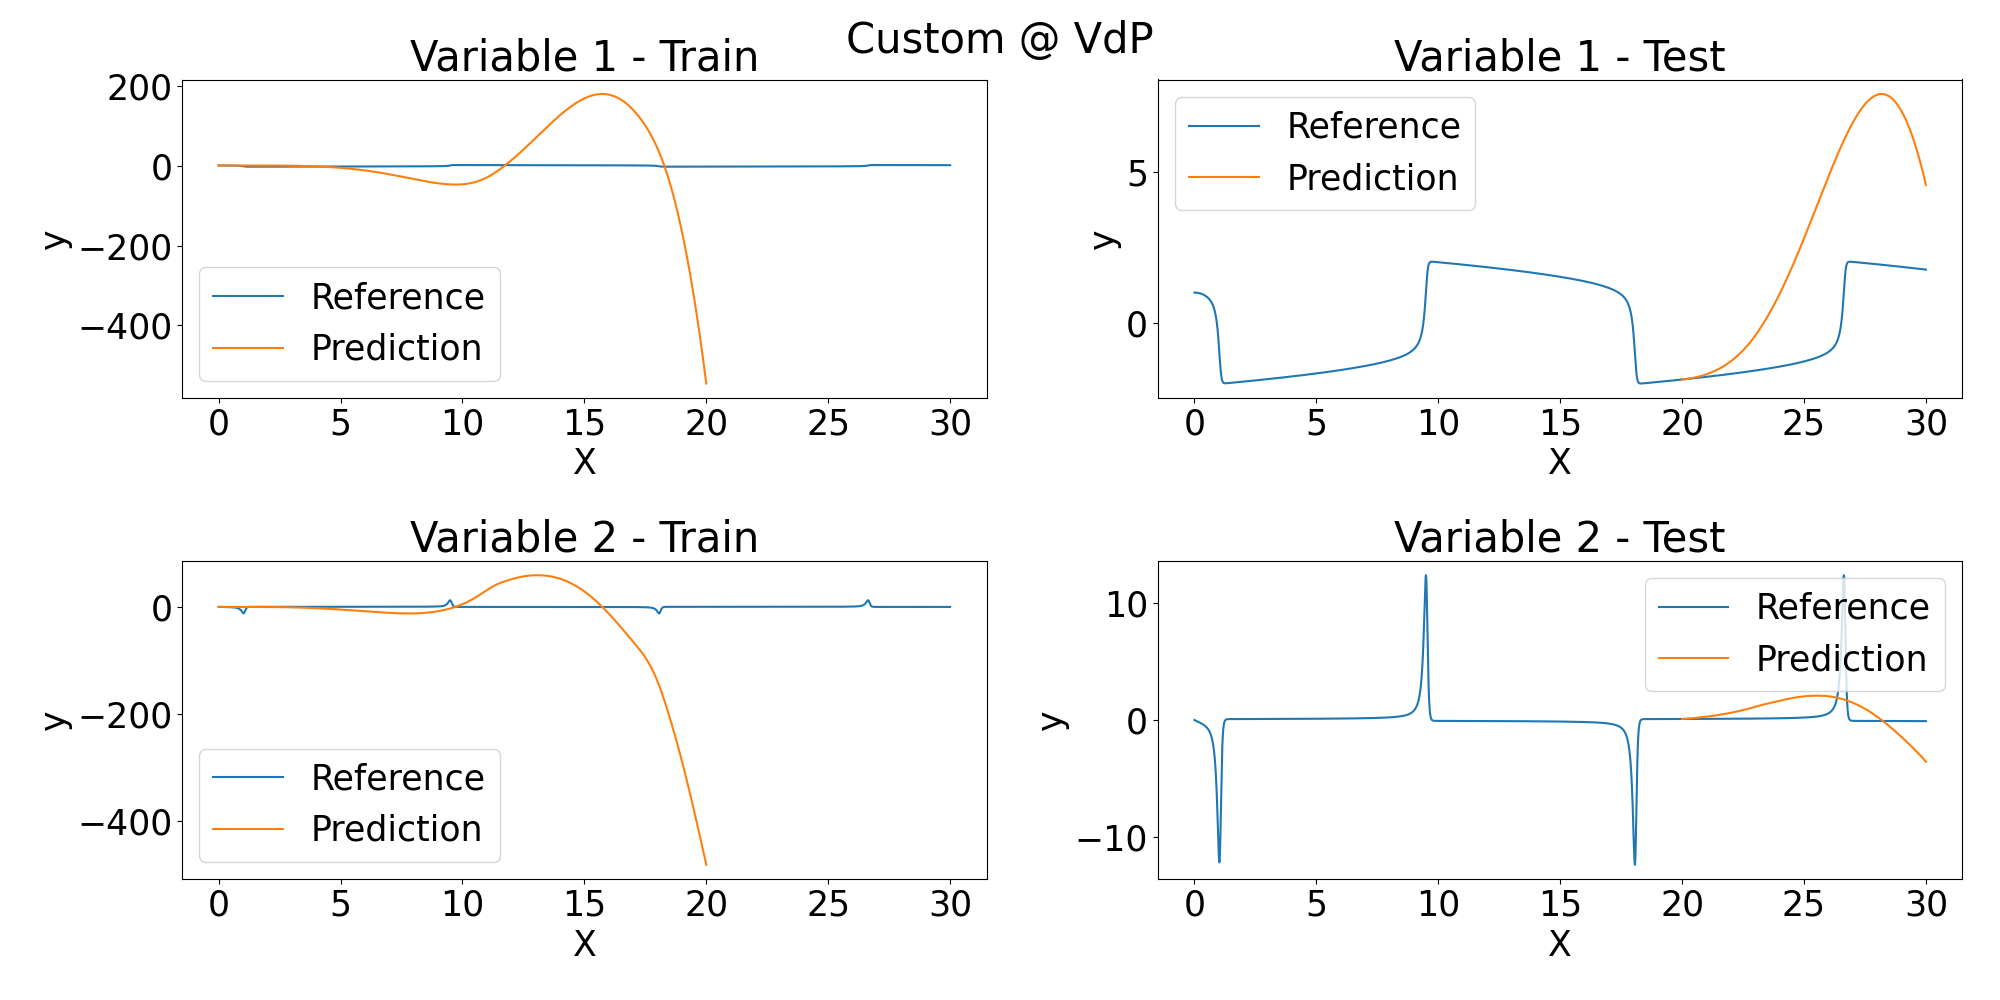 Custom @ VdP
Variable 1 - Train
200
0
−200
−400
y
Reference
Prediction
0 5 10 15 20 25 30
X
Variable 1 - Test
5
0
y
Reference
Prediction
0 5 10 15 20 25 30
X
Variable 2 - Train
0
−200
−400
y
Reference
Prediction
0 5 10 15 20 25 30
X
Variable 2 - Test
10
0
−10
y
Reference
Prediction
0 5 10 15 20 25 30
X